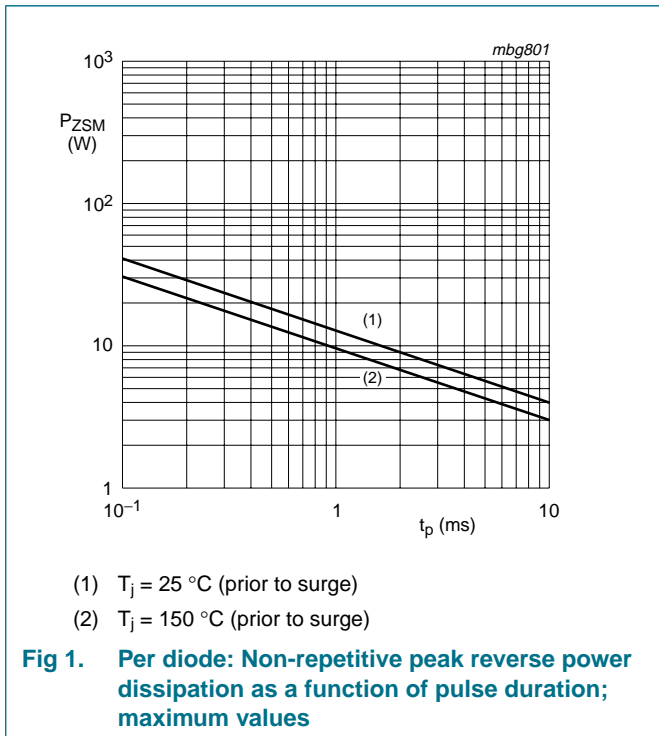 mbg801
10³
P_ZSM
(W)
10²
(1)
10
(2)
1
10⁻¹
1
10
t_p (ms)
(1) T_j = 25 °C (prior to surge)
(2) T_j = 150 °C (prior to surge)
Fig 1. Per diode: Non-repetitive peak reverse power
dissipation as a function of pulse duration;
maximum values